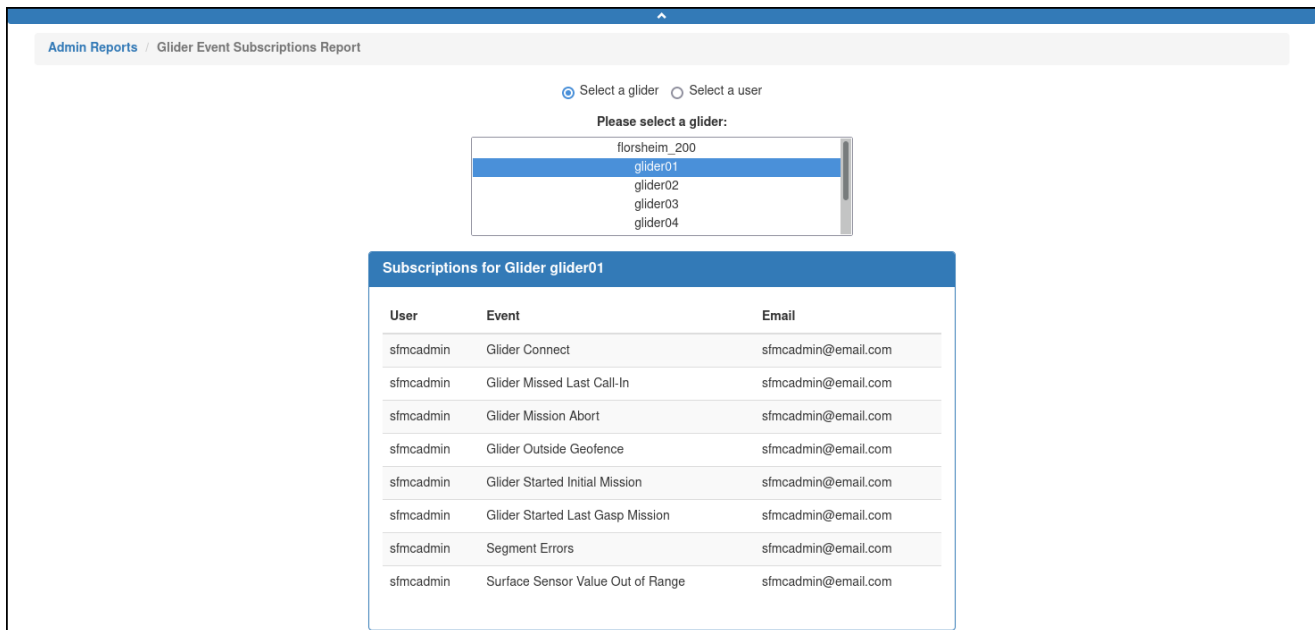 Admin Reports / Glider Event Subscriptions Report
Select a glider Select a user
Please select a glider:
florsheim_200
glider01
glider02
glider03
glider04
Subscriptions for Glider glider01
User Event Email
sfmcadmin Glider Connect sfmcadmin@email.com
sfmcadmin Glider Missed Last Call-In sfmcadmin@email.com
sfmcadmin Glider Mission Abort sfmcadmin@email.com
sfmcadmin Glider Outside Geofence sfmcadmin@email.com
sfmcadmin Glider Started Initial Mission sfmcadmin@email.com
sfmcadmin Glider Started Last Gasp Mission sfmcadmin@email.com
sfmcadmin Segment Errors sfmcadmin@email.com
sfmcadmin Surface Sensor Value Out of Range sfmcadmin@email.com